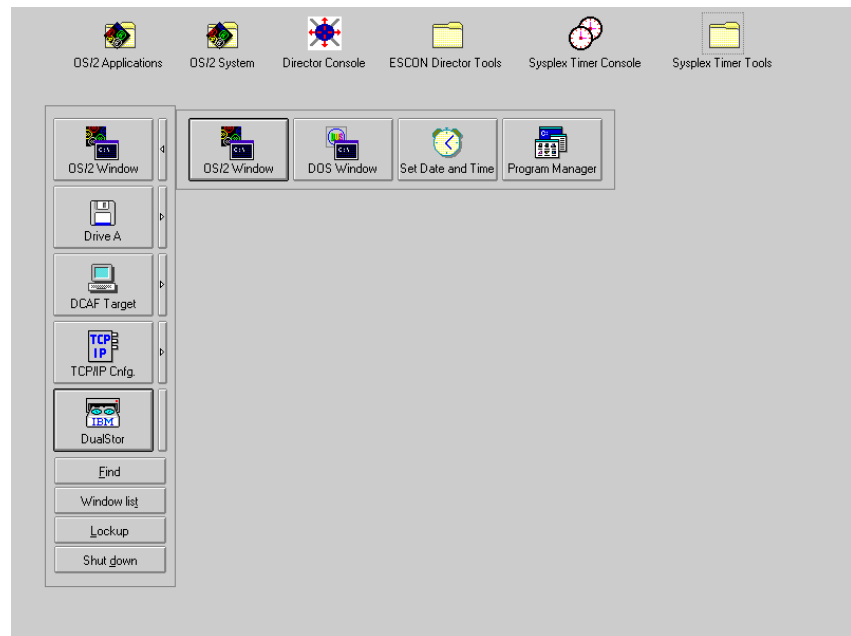 OS/2 Applications
OS/2 System
Director Console
ESCON Director Tools
Sysplex Timer Console
Sysplex Timer Tools
C:\
OS/2 Window
C:\
OS/2 Window
C:\
DOS Window
Set Date and Time
Program Manager
Drive A
DCAF Target
TCP
IP
TCP/IP Cnfg.
IBM
DualStor
Find
Window list
Lockup
Shut down